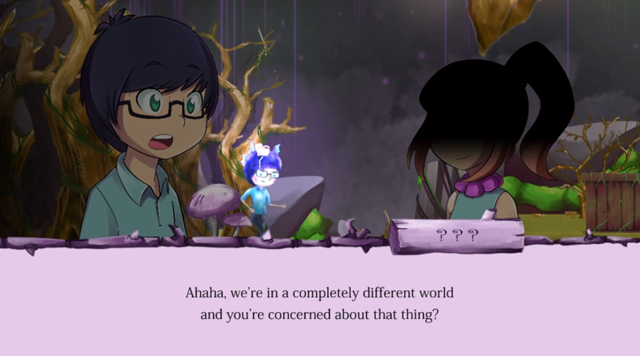 ? ? ?
Ahaha, we're in a completely different world
and you're concerned about that thing?